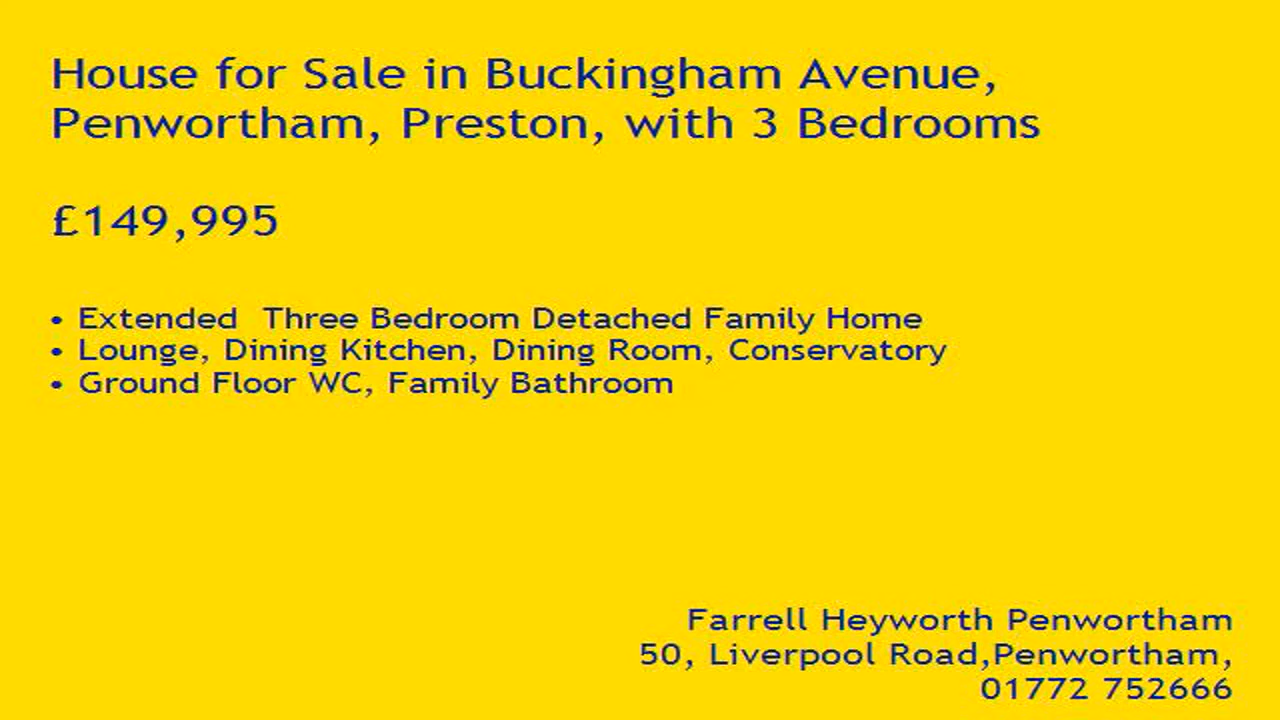 House for Sale in Buckingham Avenue,
Penwortham, Preston, with 3 Bedrooms
£149,995
• Extended  Three Bedroom Detached Family Home
• Lounge, Dining Kitchen, Dining Room, Conservatory
• Ground Floor WC, Family Bathroom
Farrell Heyworth Penwortham
50, Liverpool Road,Penwortham,
01772 752666